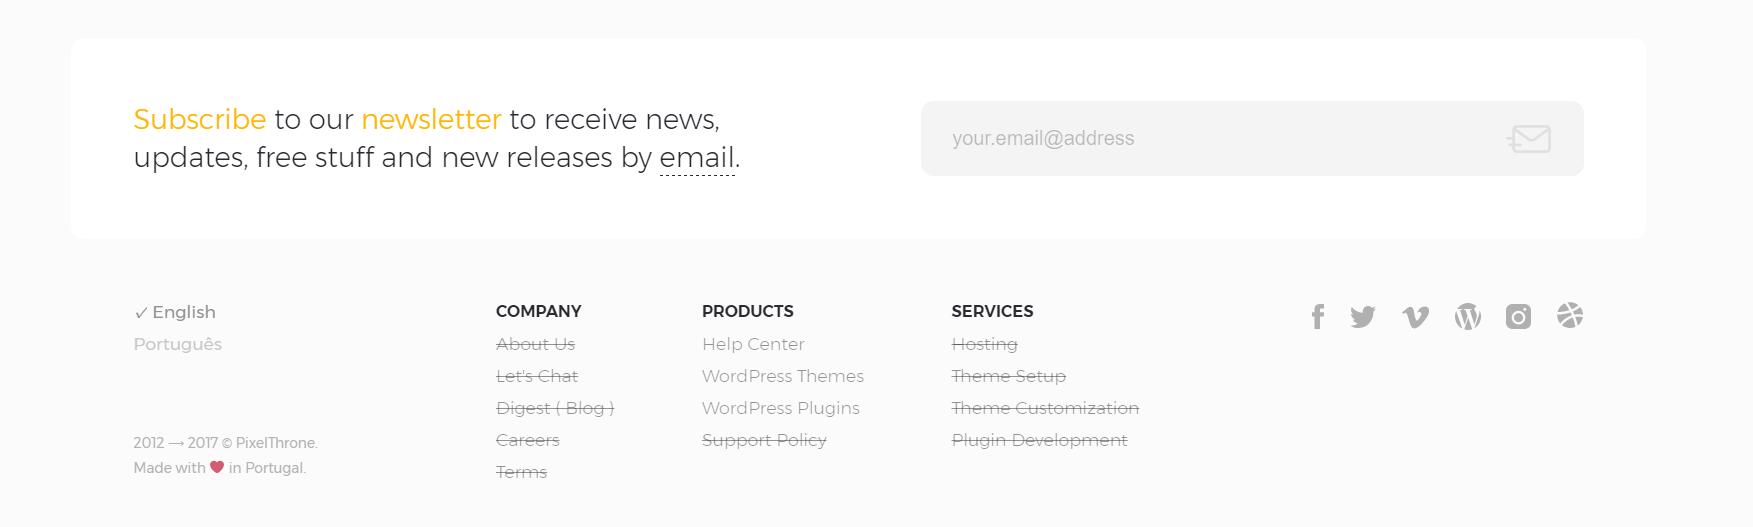 Subscribe to our newsletter to receive news,
updates, free stuff and new releases by email.
your.email@address
✓ English
Português
2012 → 2017 © PixelThrone.
Made with ❤ in Portugal.
COMPANY
About Us
Let's Chat
Digest ( Blog )
Careers
Terms
PRODUCTS
Help Center
WordPress Themes
WordPress Plugins
Support Policy
SERVICES
Hosting
Theme Setup
Theme Customization
Plugin Development